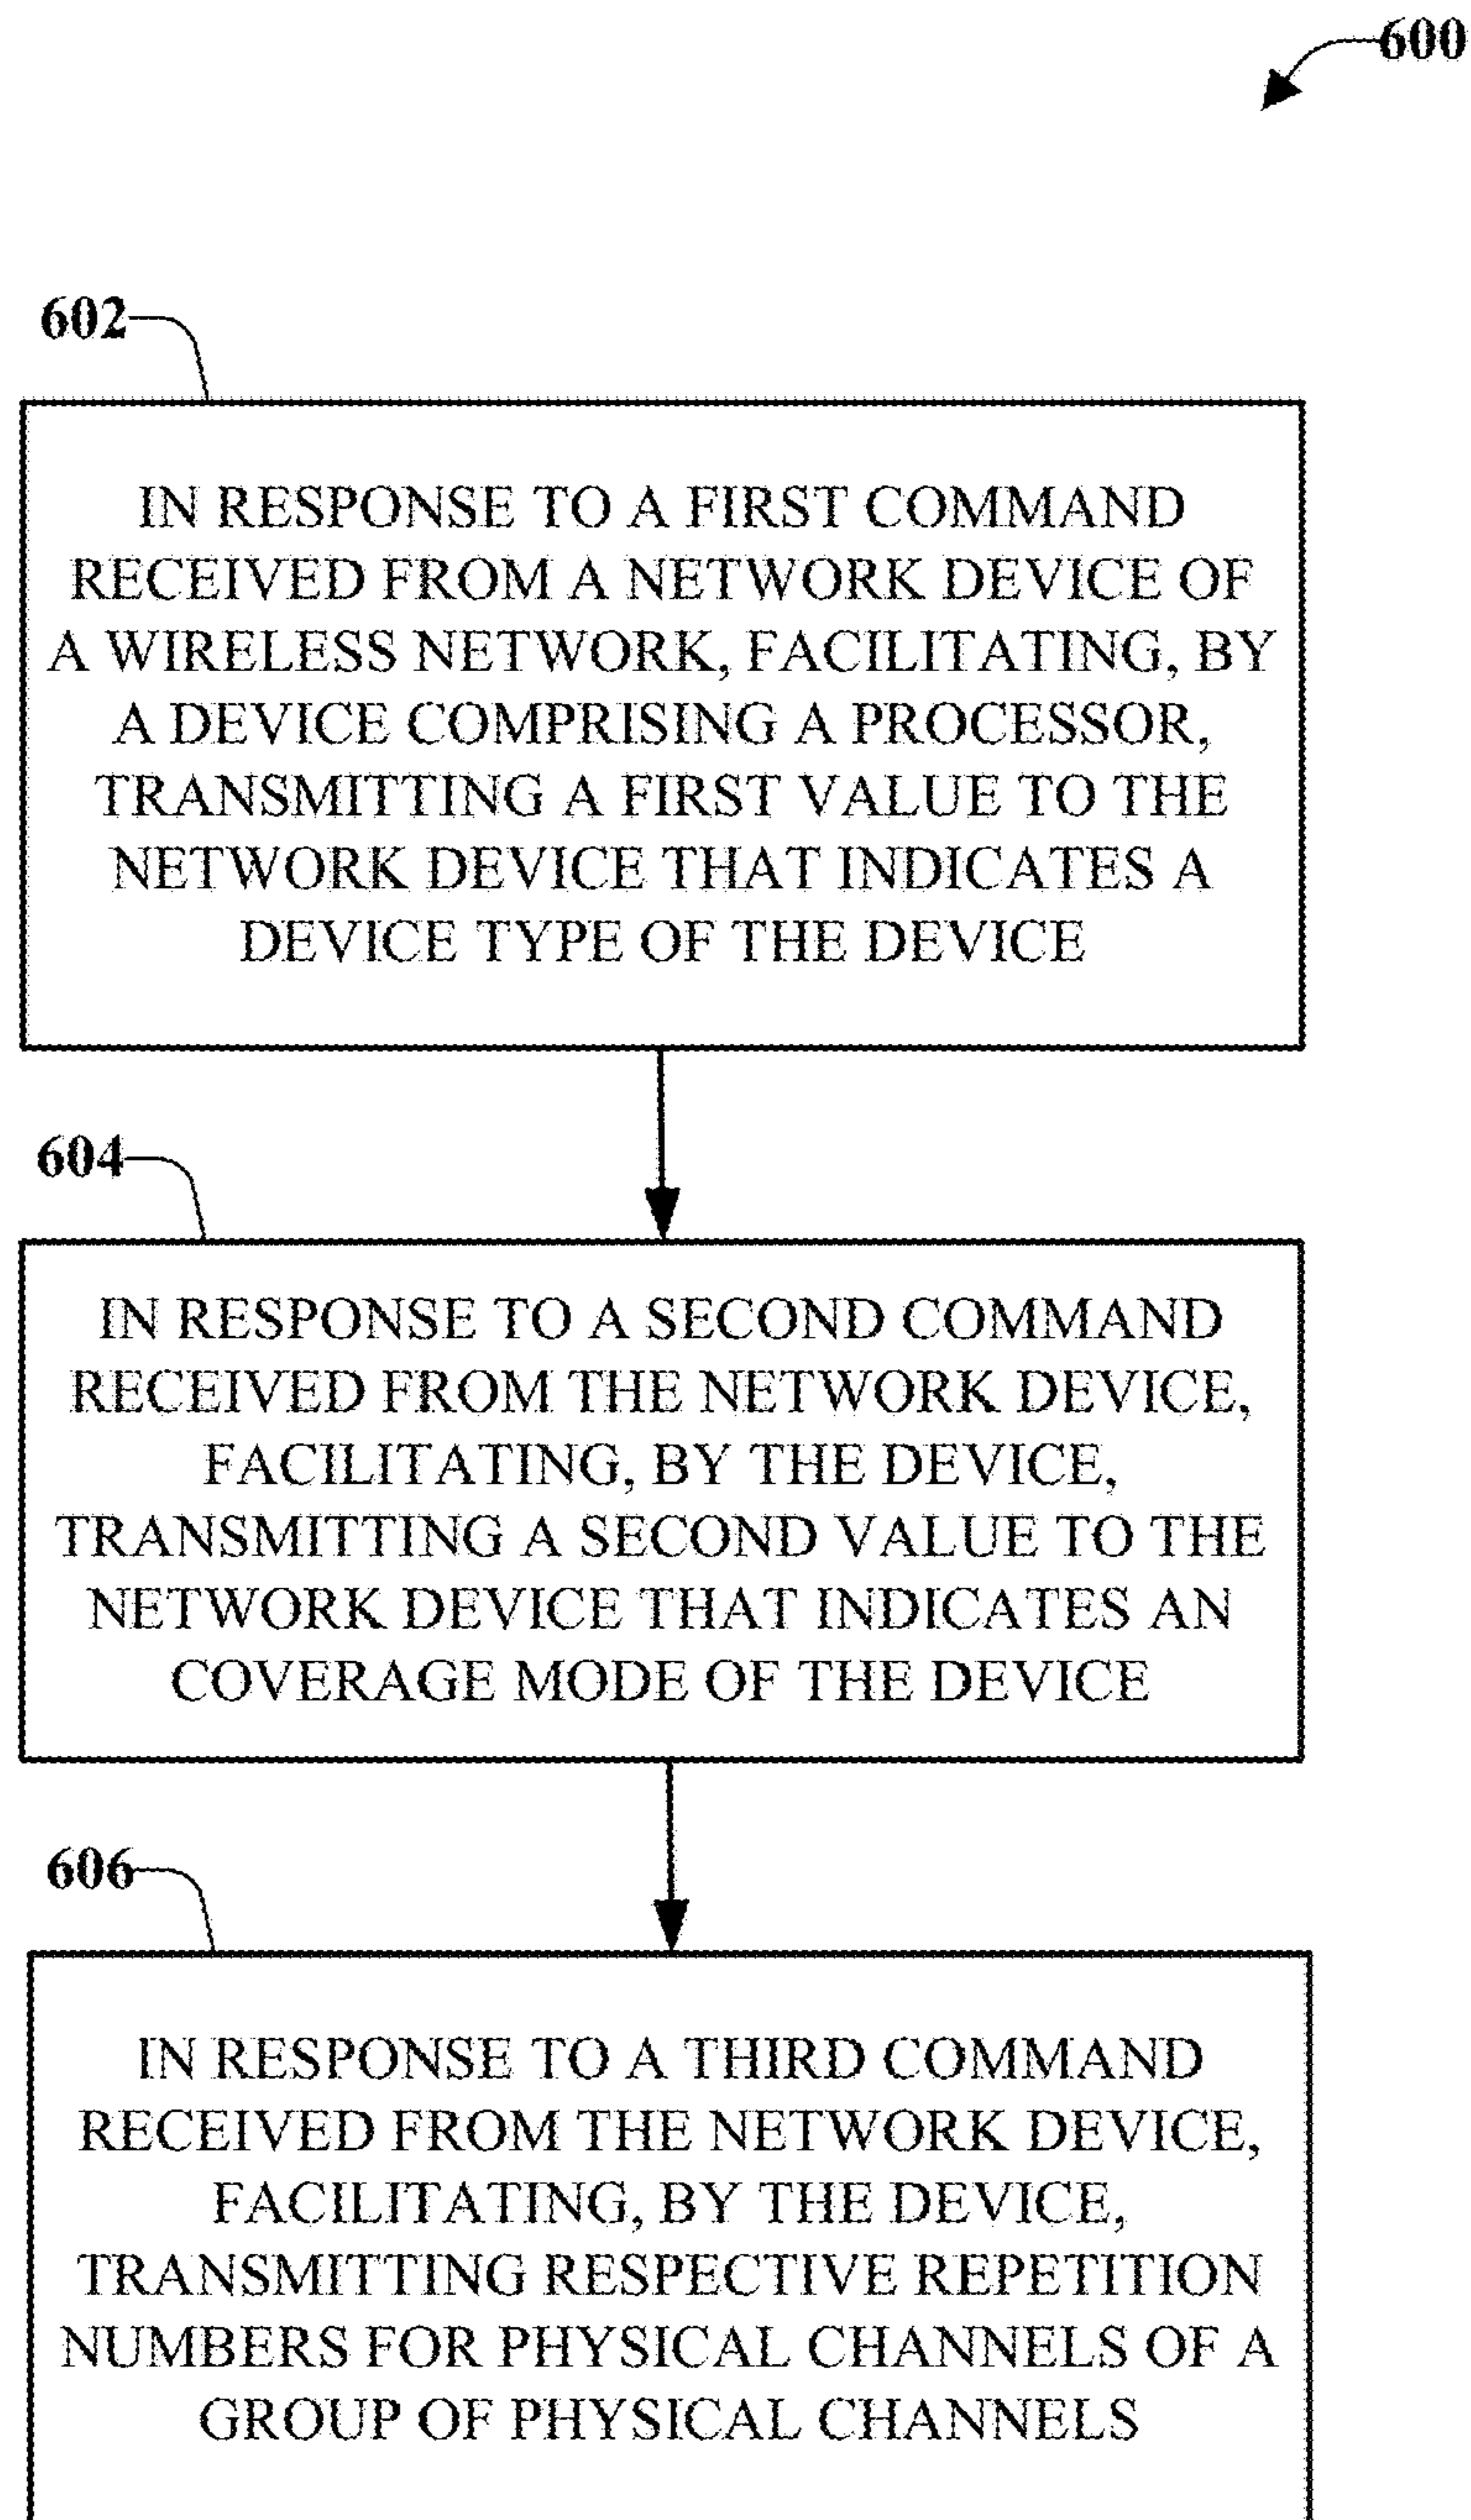 600
602
IN RESPONSE TO A FIRST COMMAND
RECEIVED FROM A NETWORK DEVICE OF
A WIRELESS NETWORK, FACILITATING, BY
A DEVICE COMPRISING A PROCESSOR,
TRANSMITTING A FIRST VALUE TO THE
NETWORK DEVICE THAT INDICATES A
DEVICE TYPE OF THE DEVICE
604
IN RESPONSE TO A SECOND COMMAND
RECEIVED FROM THE NETWORK DEVICE,
FACILITATING, BY THE DEVICE,
TRANSMITTING A SECOND VALUE TO THE
NETWORK DEVICE THAT INDICATES AN
COVERAGE MODE OF THE DEVICE
606
IN RESPONSE TO A THIRD COMMAND
RECEIVED FROM THE NETWORK DEVICE,
FACILITATING, BY THE DEVICE,
TRANSMITTING RESPECTIVE REPETITION
NUMBERS FOR PHYSICAL CHANNELS OF A
GROUP OF PHYSICAL CHANNELS